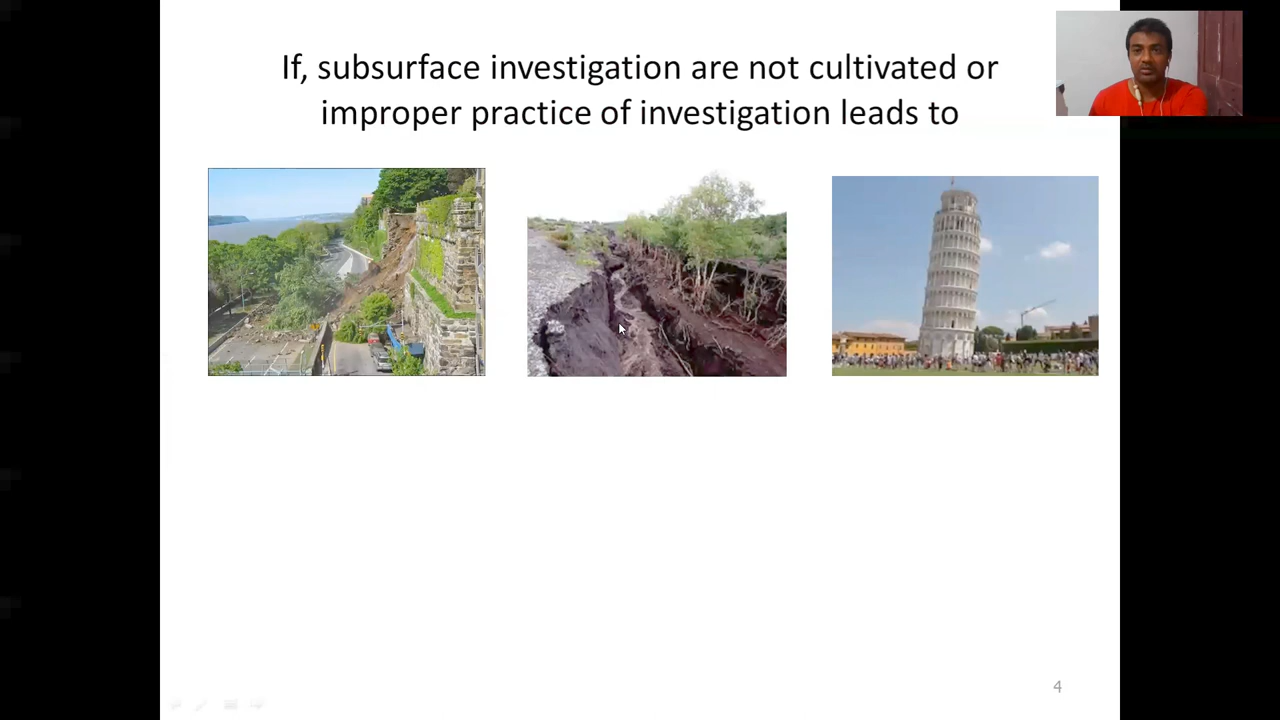 If, subsurface investigation are not cultivated or
improper practice of investigation leads to
4